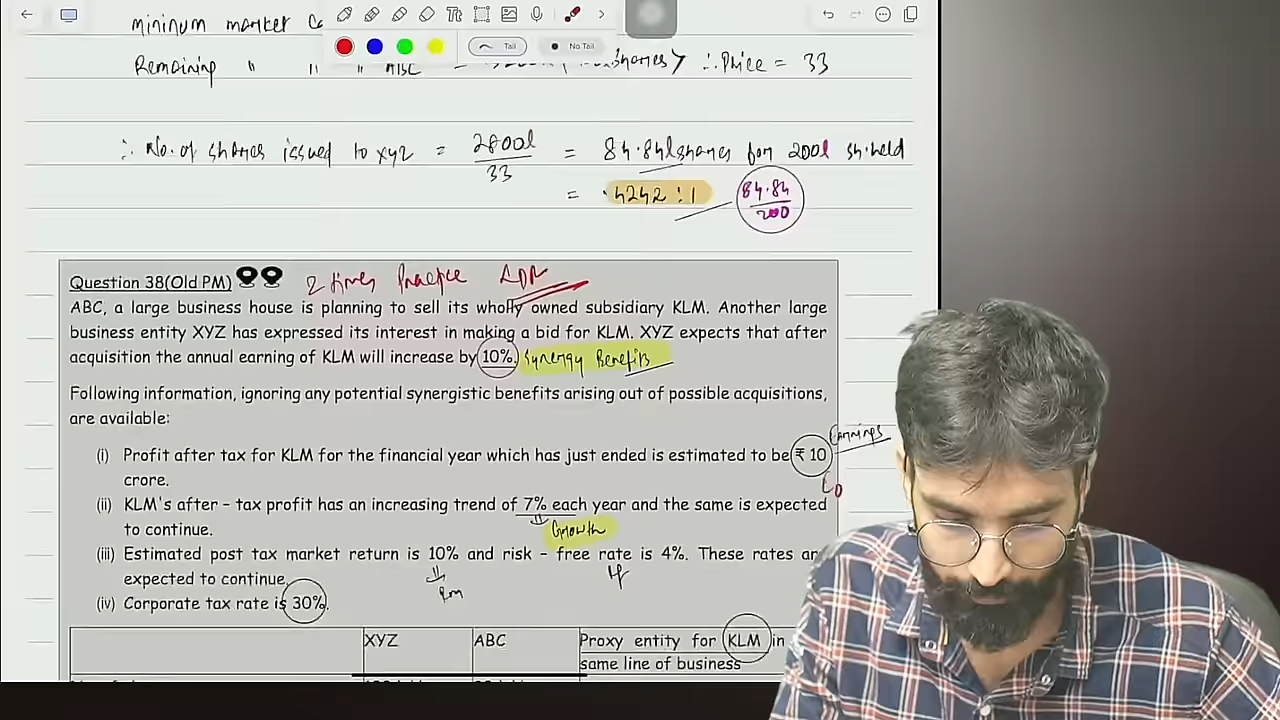 minimum market
Tail
No Tail
Remaining " " " ABC = shares) ∴ Price = 33
∴ No. of shares issued to xyz = 2800l / 33 = 84.84l shares for 200l sh. held
= .4242 : 1 84.84 / 200
Question 38(Old PM) 2 times Practice
ABC, a large business house is planning to sell its wholly owned subsidiary KLM. Another large
business entity XYZ has expressed its interest in making a bid for KLM. XYZ expects that after
acquisition the annual earning of KLM will increase by 10%. Synergy Benefits
Following information, ignoring any potential synergistic benefits arising out of possible acquisitions,
are available:
Earnings
(i) Profit after tax for KLM for the financial year which has just ended is estimated to be ₹ 10
crore.
(ii) KLM's after – tax profit has an increasing trend of 7% each year and the same is expected
to continue.
Growth
(iii) Estimated post tax market return is 10% and risk – free rate is 4%. These rates
expected to continue.
Rm
rf
(iv) Corporate tax rate is 30%.
XYZ ABC Proxy entity for KLM in
same line of business